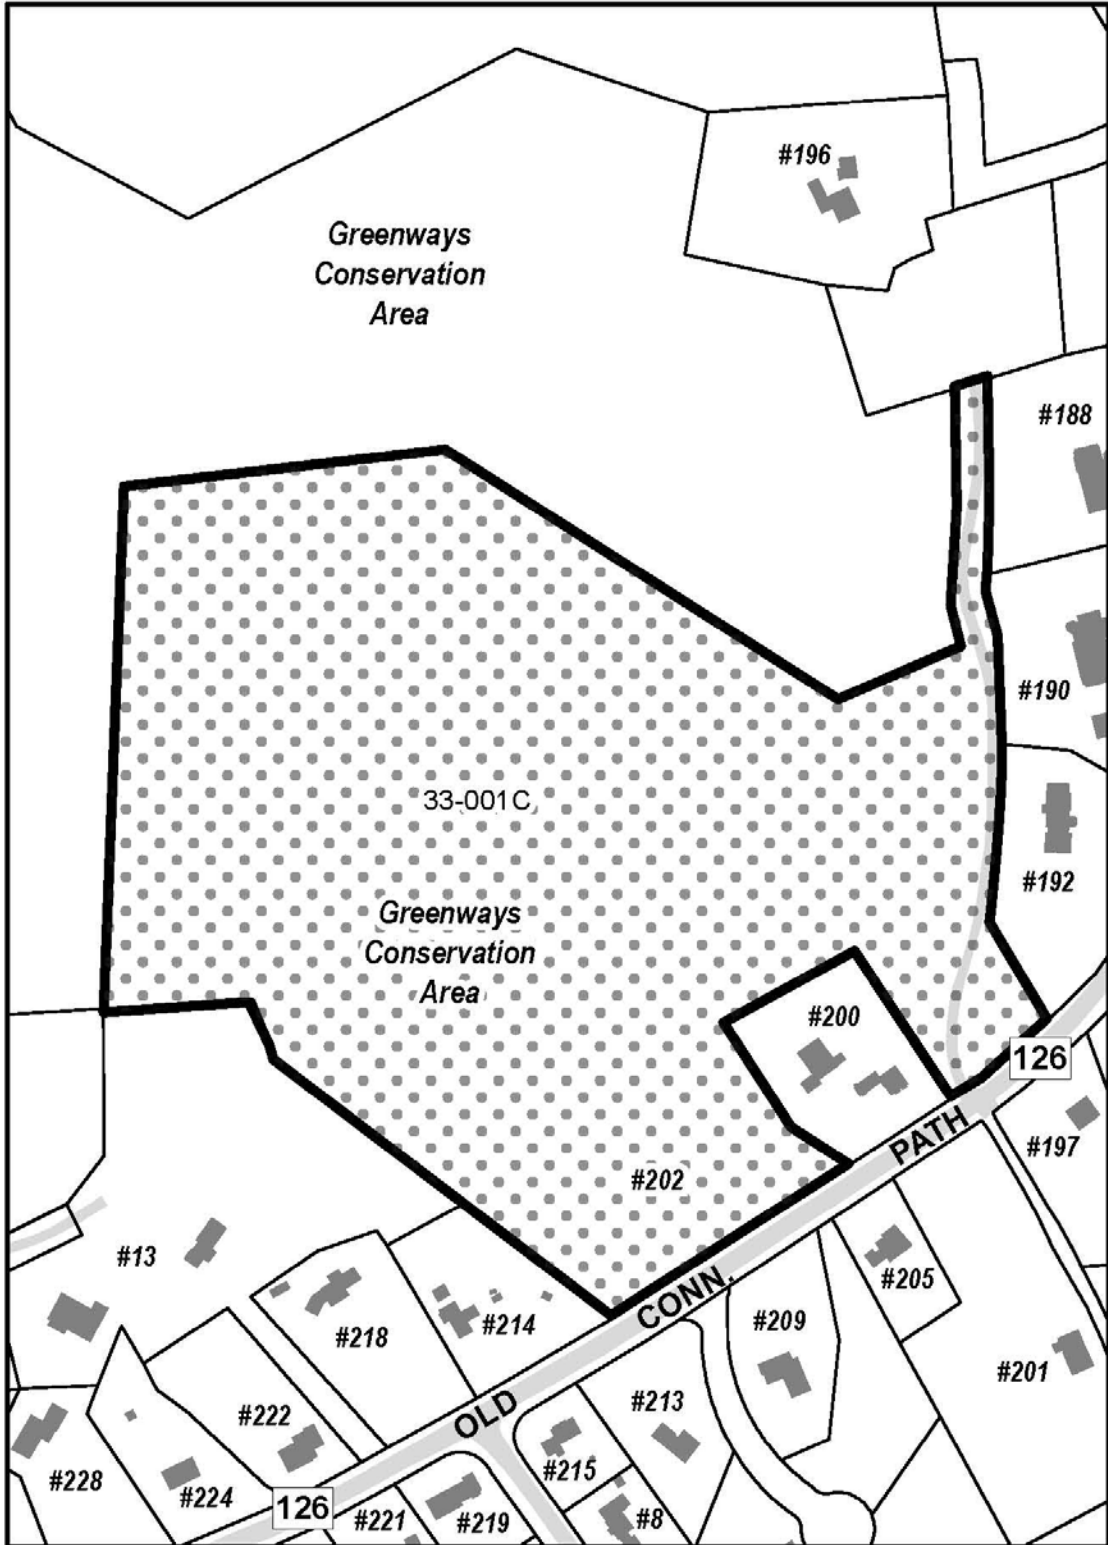 #196
Greenways
Conservation
Area
#188
#190
33-001C
#192
Greenways
Conservation
Area
#200
126
PATH
#197
#202
#13
#205
CONN.
#209
#214
#218
#201
#213
OLD
#222
#215
#228
#224
126
#221
#219
#8